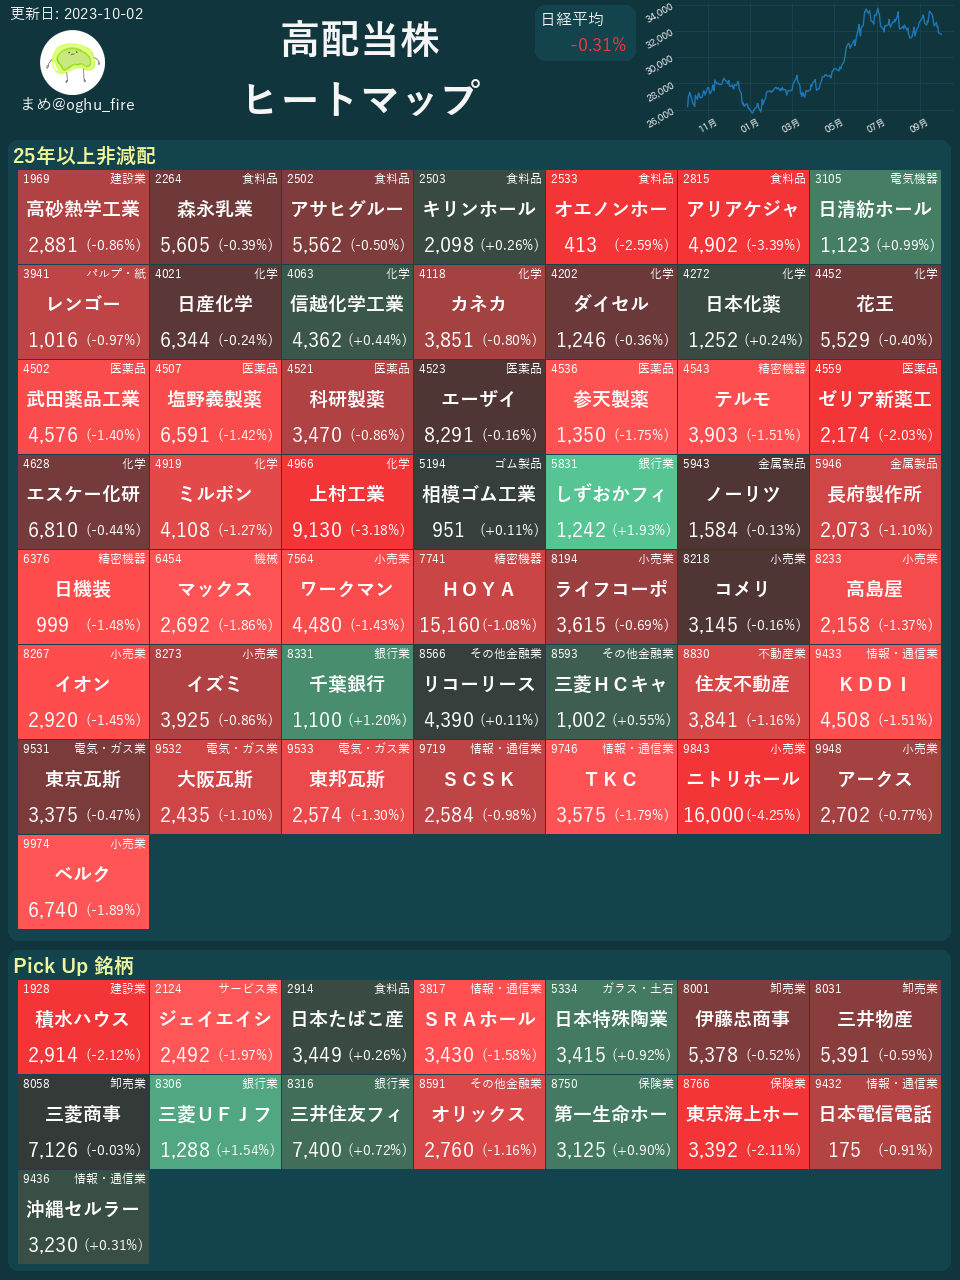 更新日: 2023-10-02
まめ@oghu_fire
高配当株
ヒートマップ
日経平均
-0.31%
34,000
32,000
30,000
28,000
26,000
11月 01月 03月 05月 07月 09月
25年以上非減配
1969 建設業 2264 食料品 2502 食料品 2503 食料品 2533 食料品 2815 食料品 3105 電気機器
高砂熱学工業 森永乳業 アサヒグルー キリンホール オエノンホー アリアケジャ 日清紡ホール
2,881 (-0.86%) 5,605 (-0.39%) 5,562 (-0.50%) 2,098 (+0.26%) 413 (-2.59%) 4,902 (-3.39%) 1,123 (+0.99%)
3941 パルプ・紙 4021 化学 4063 化学 4118 化学 4202 化学 4272 化学 4452 化学
レンゴー 日産化学 信越化学工業 カネカ ダイセル 日本化薬 花王
1,016 (-0.97%) 6,344 (-0.24%) 4,362 (+0.44%) 3,851 (-0.80%) 1,246 (-0.36%) 1,252 (+0.24%) 5,529 (-0.40%)
4502 医薬品 4507 医薬品 4521 医薬品 4523 医薬品 4536 医薬品 4543 精密機器 4559 医薬品
武田薬品工業 塩野義製薬 科研製薬 エーザイ 参天製薬 テルモ ゼリア新薬工
4,576 (-1.40%) 6,591 (-1.42%) 3,470 (-0.86%) 8,291 (-0.16%) 1,350 (-1.75%) 3,903 (-1.51%) 2,174 (-2.03%)
4628 化学 4919 化学 4966 化学 5194 ゴム製品 5831 銀行業 5943 金属製品 5946 金属製品
エスケー化研 ミルボン 上村工業 相模ゴム工業 しずおかフィ ノーリツ 長府製作所
6,810 (-0.44%) 4,108 (-1.27%) 9,130 (-3.18%) 951 (+0.11%) 1,242 (+1.93%) 1,584 (-0.13%) 2,073 (-1.10%)
6376 精密機器 6454 機械 7564 小売業 7741 精密機器 8194 小売業 8218 小売業 8233 小売業
日機装 マックス ワークマン ＨＯＹＡ ライフコーポ コメリ 高島屋
999 (-1.48%) 2,692 (-1.86%) 4,480 (-1.43%) 15,160(-1.08%) 3,615 (-0.69%) 3,145 (-0.16%) 2,158 (-1.37%)
8267 小売業 8273 小売業 8331 銀行業 8566 その他金融業 8593 その他金融業 8830 不動産業 9433 情報・通信業
イオン イズミ 千葉銀行 リコーリース 三菱ＨＣキャ 住友不動産 ＫＤＤＩ
2,920 (-1.45%) 3,925 (-0.86%) 1,100 (+1.20%) 4,390 (+0.11%) 1,002 (+0.55%) 3,841 (-1.16%) 4,508 (-1.51%)
9531 電気・ガス業 9532 電気・ガス業 9533 電気・ガス業 9719 情報・通信業 9746 情報・通信業 9843 小売業 9948 小売業
東京瓦斯 大阪瓦斯 東邦瓦斯 ＳＣＳＫ ＴＫＣ ニトリホール アークス
3,375 (-0.47%) 2,435 (-1.10%) 2,574 (-1.30%) 2,584 (-0.98%) 3,575 (-1.79%) 16,000(-4.25%) 2,702 (-0.77%)
9974 小売業
ベルク
6,740 (-1.89%)
Pick Up 銘柄
1928 建設業 2124 サービス業 2914 食料品 3817 情報・通信業 5334 ガラス・土石 8001 卸売業 8031 卸売業
積水ハウス ジェイエイシ 日本たばこ産 ＳＲＡホール 日本特殊陶業 伊藤忠商事 三井物産
2,914 (-2.12%) 2,492 (-1.97%) 3,449 (+0.26%) 3,430 (-1.58%) 3,415 (+0.92%) 5,378 (-0.52%) 5,391 (-0.59%)
8058 卸売業 8306 銀行業 8316 銀行業 8591 その他金融業 8750 保険業 8766 保険業 9432 情報・通信業
三菱商事 三菱ＵＦＪフ 三井住友フィ オリックス 第一生命ホー 東京海上ホー 日本電信電話
7,126 (-0.03%) 1,288 (+1.54%) 7,400 (+0.72%) 2,760 (-1.16%) 3,125 (+0.90%) 3,392 (-2.11%) 175 (-0.91%)
9436 情報・通信業
沖縄セルラー
3,230 (+0.31%)